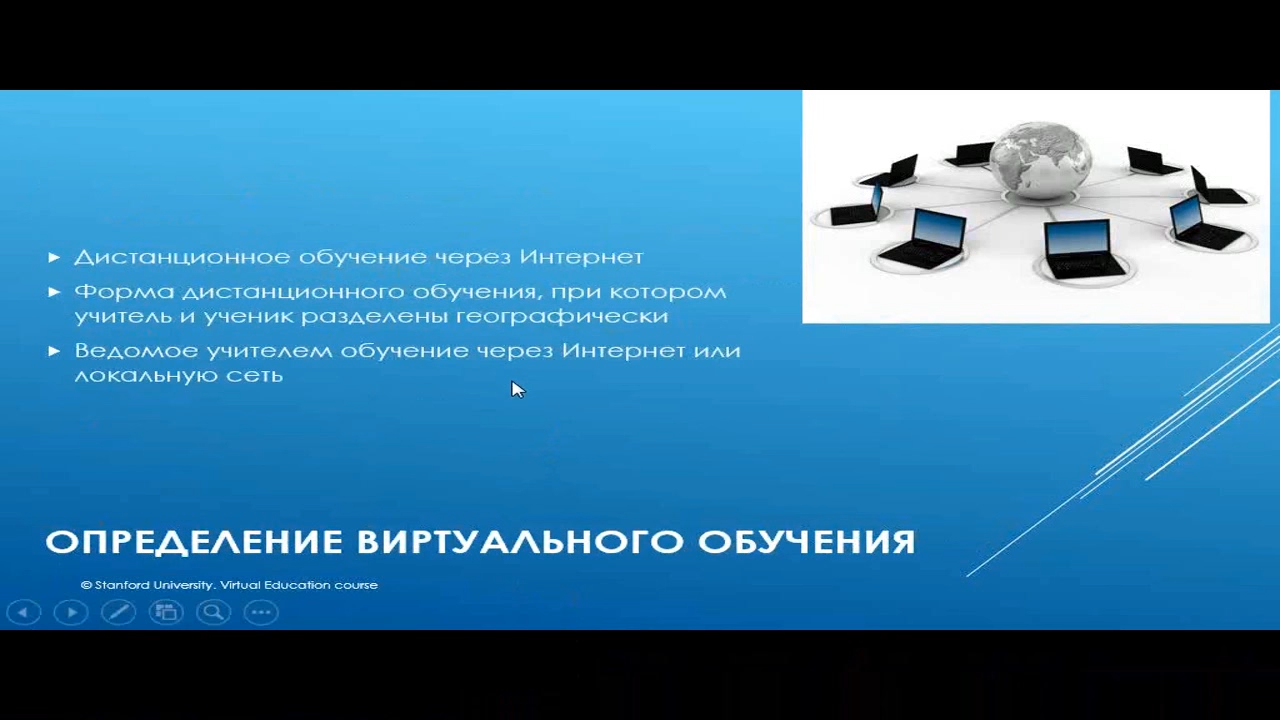 Дистанционное обучение через Интернет
Форма дистанционного обучения, при котором
учитель и ученик разделены географически
Ведомое учителем обучение через Интернет или
локальную сеть
ОПРЕДЕЛЕНИЕ ВИРТУАЛЬНОГО ОБУЧЕНИЯ
© Stanford University. Virtual Education course